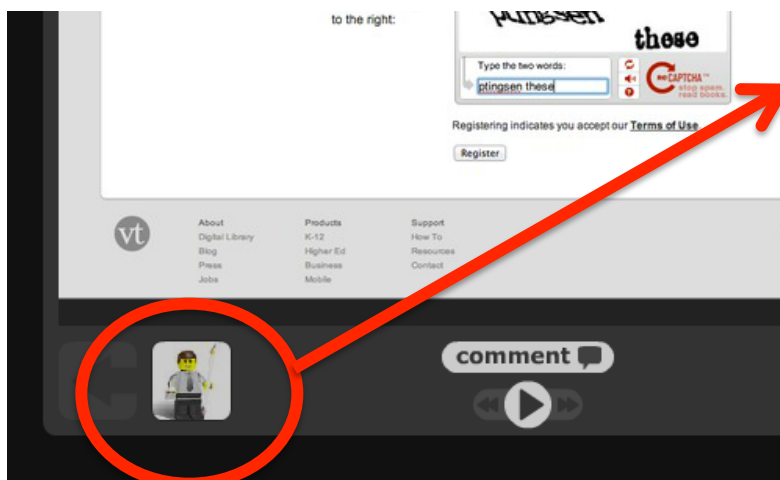 to the right:
these
Type the two words:
ptingsen these
reCAPTCHA™
stop spam.
read books.
Registering indicates you accept our Terms of Use
Register
vt
About
Digital Library
Blog
Press
Jobs
Products
K-12
Higher Ed
Business
Mobile
Support
How To
Resources
Contact
comment